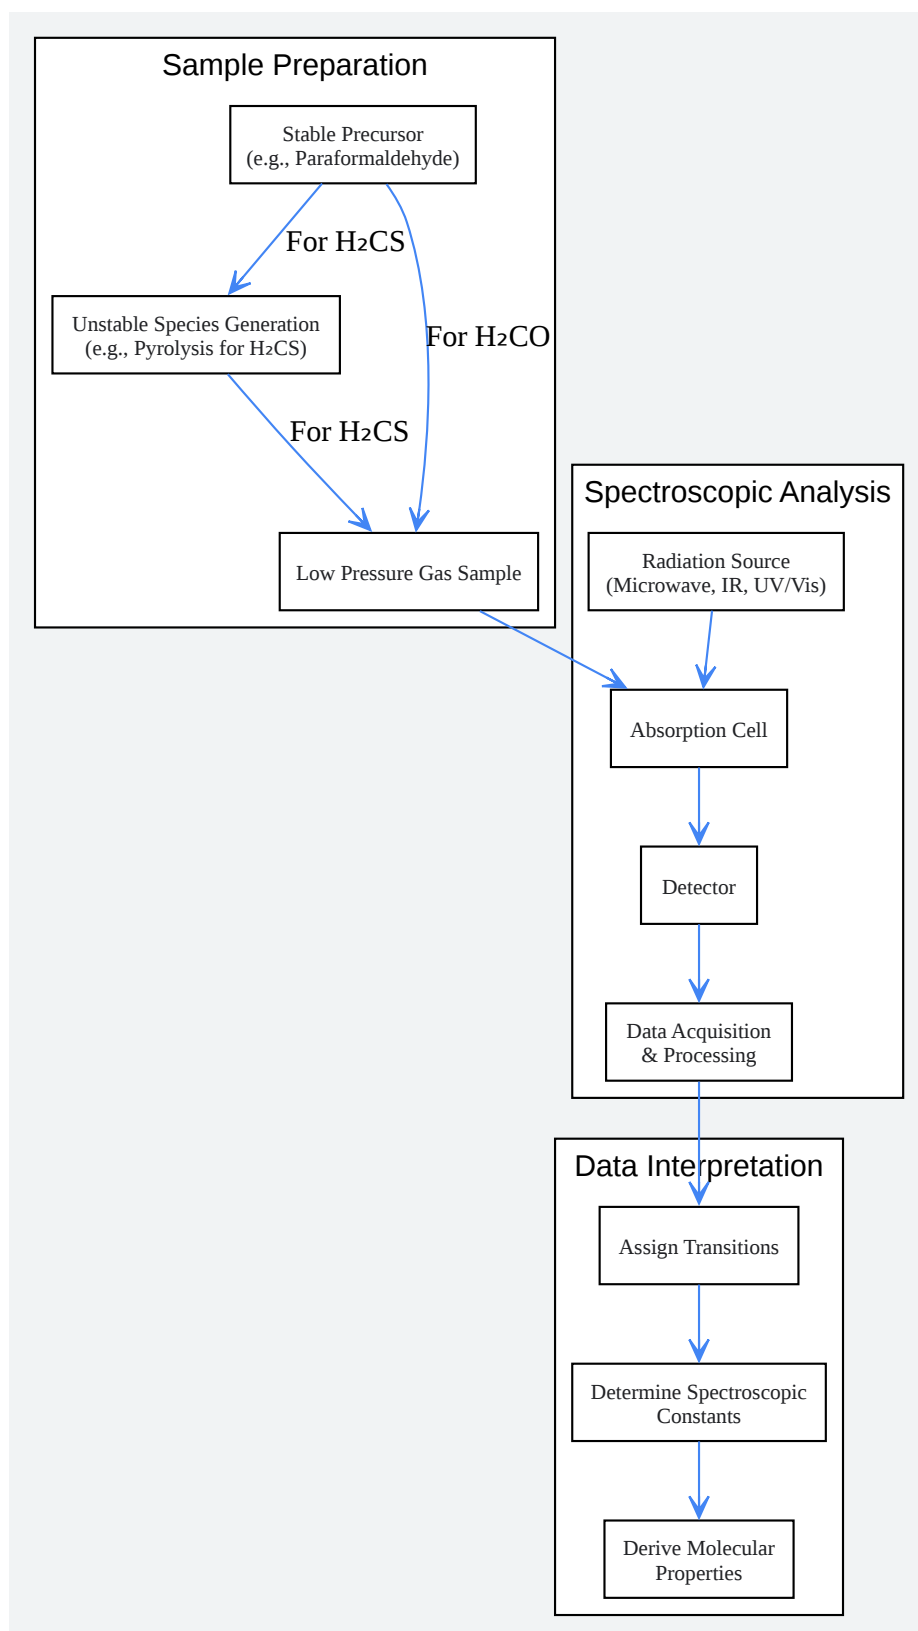 Sample Preparation
Stable Precursor
(e.g., Paraformaldehyde)
For H₂CS
Unstable Species Generation
(e.g., Pyrolysis for H₂CS)
For H₂CO
For H₂CS
Low Pressure Gas Sample
Spectroscopic Analysis
Radiation Source
(Microwave, IR, UV/Vis)
Absorption Cell
Detector
Data Acquisition
& Processing
Data Interpretation
Assign Transitions
Determine Spectroscopic
Constants
Derive Molecular
Properties